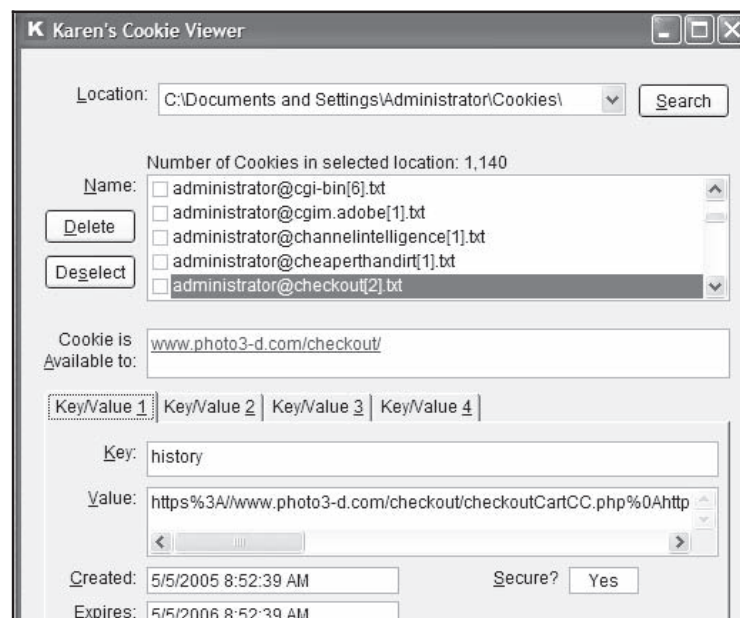 K Karen's Cookie Viewer
Location: C:\Documents and Settings\Administrator\Cookies\ Search
Number of Cookies in selected location: 1,140
Name: administrator@cgi-bin[6].txt
administrator@cgim.adobe[1].txt
Delete
administrator@channelintelligence[1].txt
administrator@cheaperthandirt[1].txt
Deselect
administrator@checkout[2].txt
Cookie is Available to: www.photo3-d.com/checkout/
Key/Value 1 Key/Value 2 Key/Value 3 Key/Value 4
Key: history
Value: https%3A//www.photo3-d.com/checkout/checkoutCartCC.php%0Ahttp
Created: 5/5/2005 8:52:39 AM Secure? Yes
Expires: 5/5/2006 8:52:39 AM